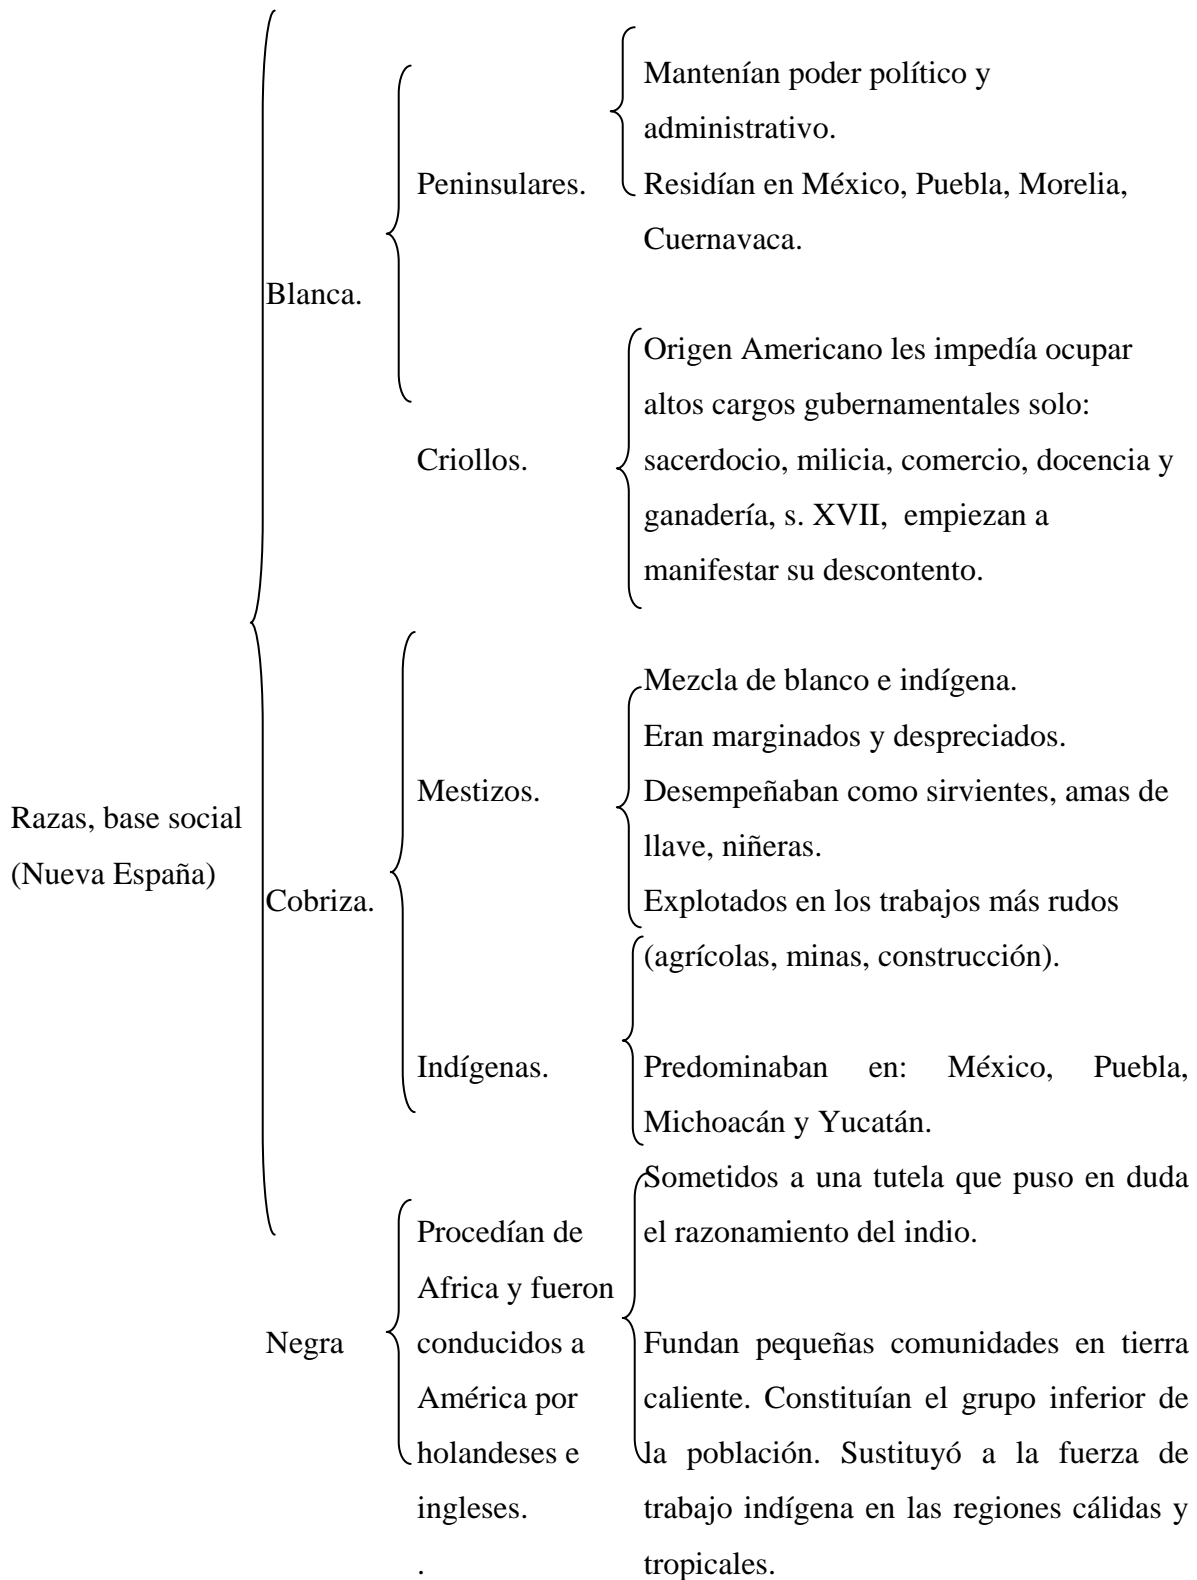 Razas, base social
(Nueva España)
Blanca.
Peninsulares.
Mantenían poder político y
administrativo.
Residían en México, Puebla, Morelia,
Cuernavaca.
Criollos.
Origen Americano les impedía ocupar
altos cargos gubernamentales solo:
sacerdocio, milicia, comercio, docencia y
ganadería, s. XVII, empiezan a
manifestar su descontento.
Cobriza.
Mestizos.
Mezcla de blanco e indígena.
Eran marginados y despreciados.
Desempeñaban como sirvientes, amas de
llave, niñeras.
Explotados en los trabajos más rudos
(agrícolas, minas, construcción).
Indígenas.
Predominaban en: México, Puebla,
Michoacán y Yucatán.
Sometidos a una tutela que puso en duda
el razonamiento del indio.
Negra
Procedían de
Africa y fueron
conducidos a
América por
holandeses e
ingleses.
.
Fundan pequeñas comunidades en tierra
caliente. Constituían el grupo inferior de
la población. Sustituyó a la fuerza de
trabajo indígena en las regiones cálidas y
tropicales.